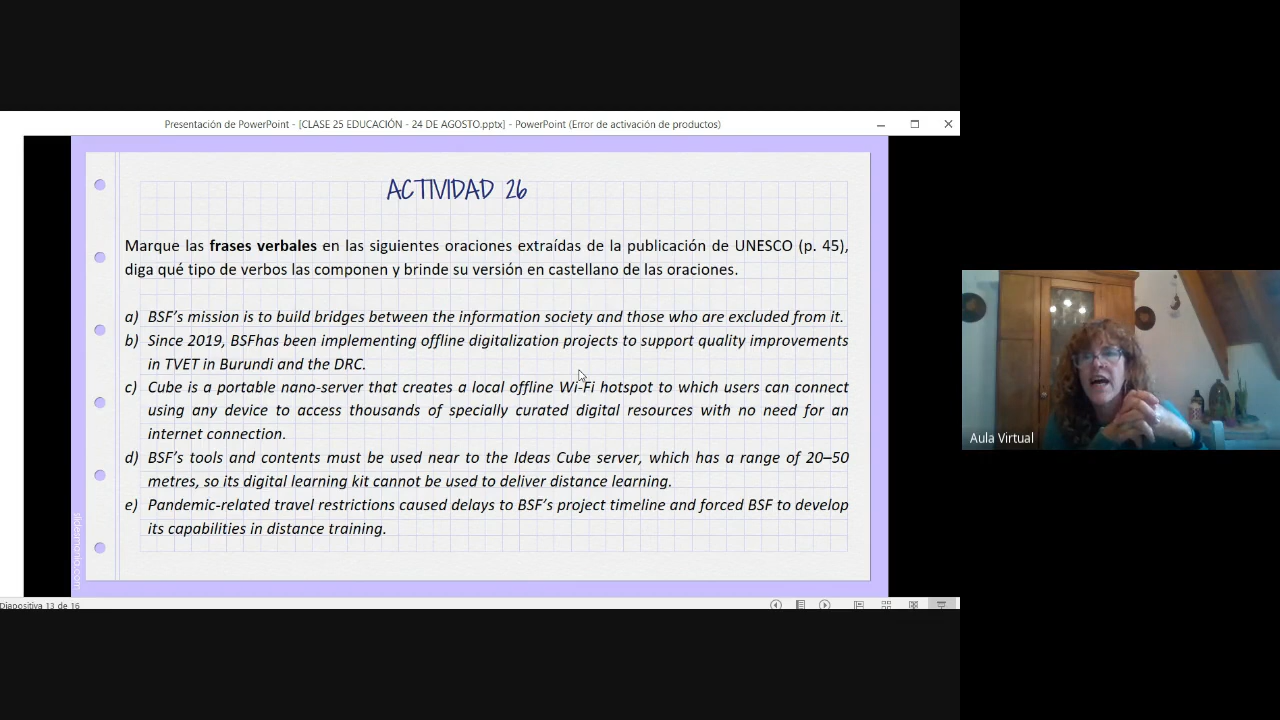 Presentación de PowerPoint - [CLASE 25 EDUCACIÓN - 24 DE AGOSTO.pptx] - PowerPoint (Error de activación de productos)
ACTIVIDAD 26
Marque las frases verbales en las siguientes oraciones extraídas de la publicación de UNESCO (p. 45),
diga qué tipo de verbos las componen y brinde su versión en castellano de las oraciones.
a) BSF's mission is to build bridges between the information society and those who are excluded from it.
b) Since 2019, BSFhas been implementing offline digitalization projects to support quality improvements
in TVET in Burundi and the DRC.
c) Cube is a portable nano-server that creates a local offline Wi-Fi hotspot to which users can connect
using any device to access thousands of specially curated digital resources with no need for an
internet connection.
d) BSF's tools and contents must be used near to the Ideas Cube server, which has a range of 20–50
metres, so its digital learning kit cannot be used to deliver distance learning.
e) Pandemic-related travel restrictions caused delays to BSF's project timeline and forced BSF to develop
its capabilities in distance training.
slidesmania.com
Diapositiva 13 de 16
Aula Virtual